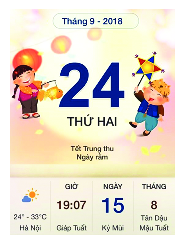 Tháng 9 - 2018
24
THỨ HAI
Tết Trung thu
Ngày rằm
GIỜ NGÀY THÁNG
24° - 33°C 19:07 15 8
Tân Dậu
Hà Nội Giáp Tuất Kỷ Mùi Mậu Tuất